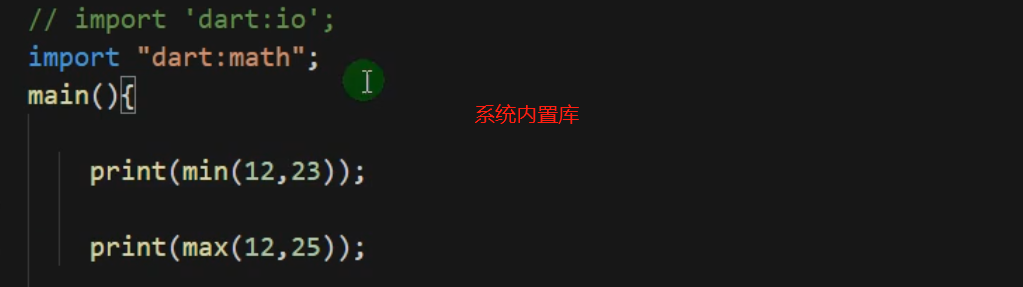 // import 'dart:io';
import "dart:math";
main(){
系统内置库
print(min(12,23));
print(max(12,25));